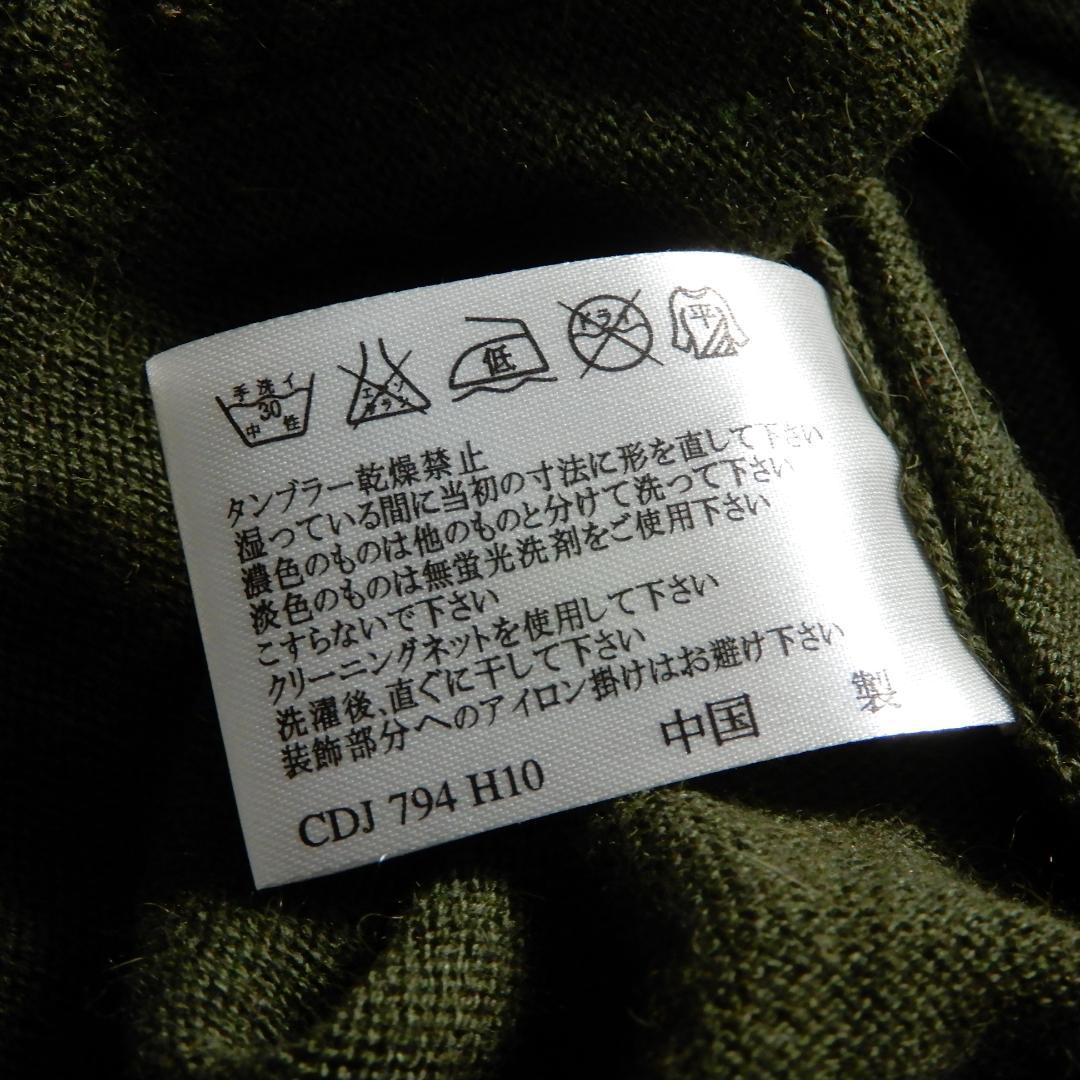 手洗イ
30
中性
エンソ
サラシ
低
ドライ
平
タンブラー乾燥禁止
湿っている間に当初の寸法に形を直して下さい
濃色のものは他のものと分けて洗って下さい
淡色のものは無蛍光洗剤をご使用下さい
こすらないで下さい
クリーニングネットを使用して下さい
洗濯後、直ぐに干して下さい
装飾部分へのアイロン掛けはお避け下さい
中国 製
CDJ 794 H10